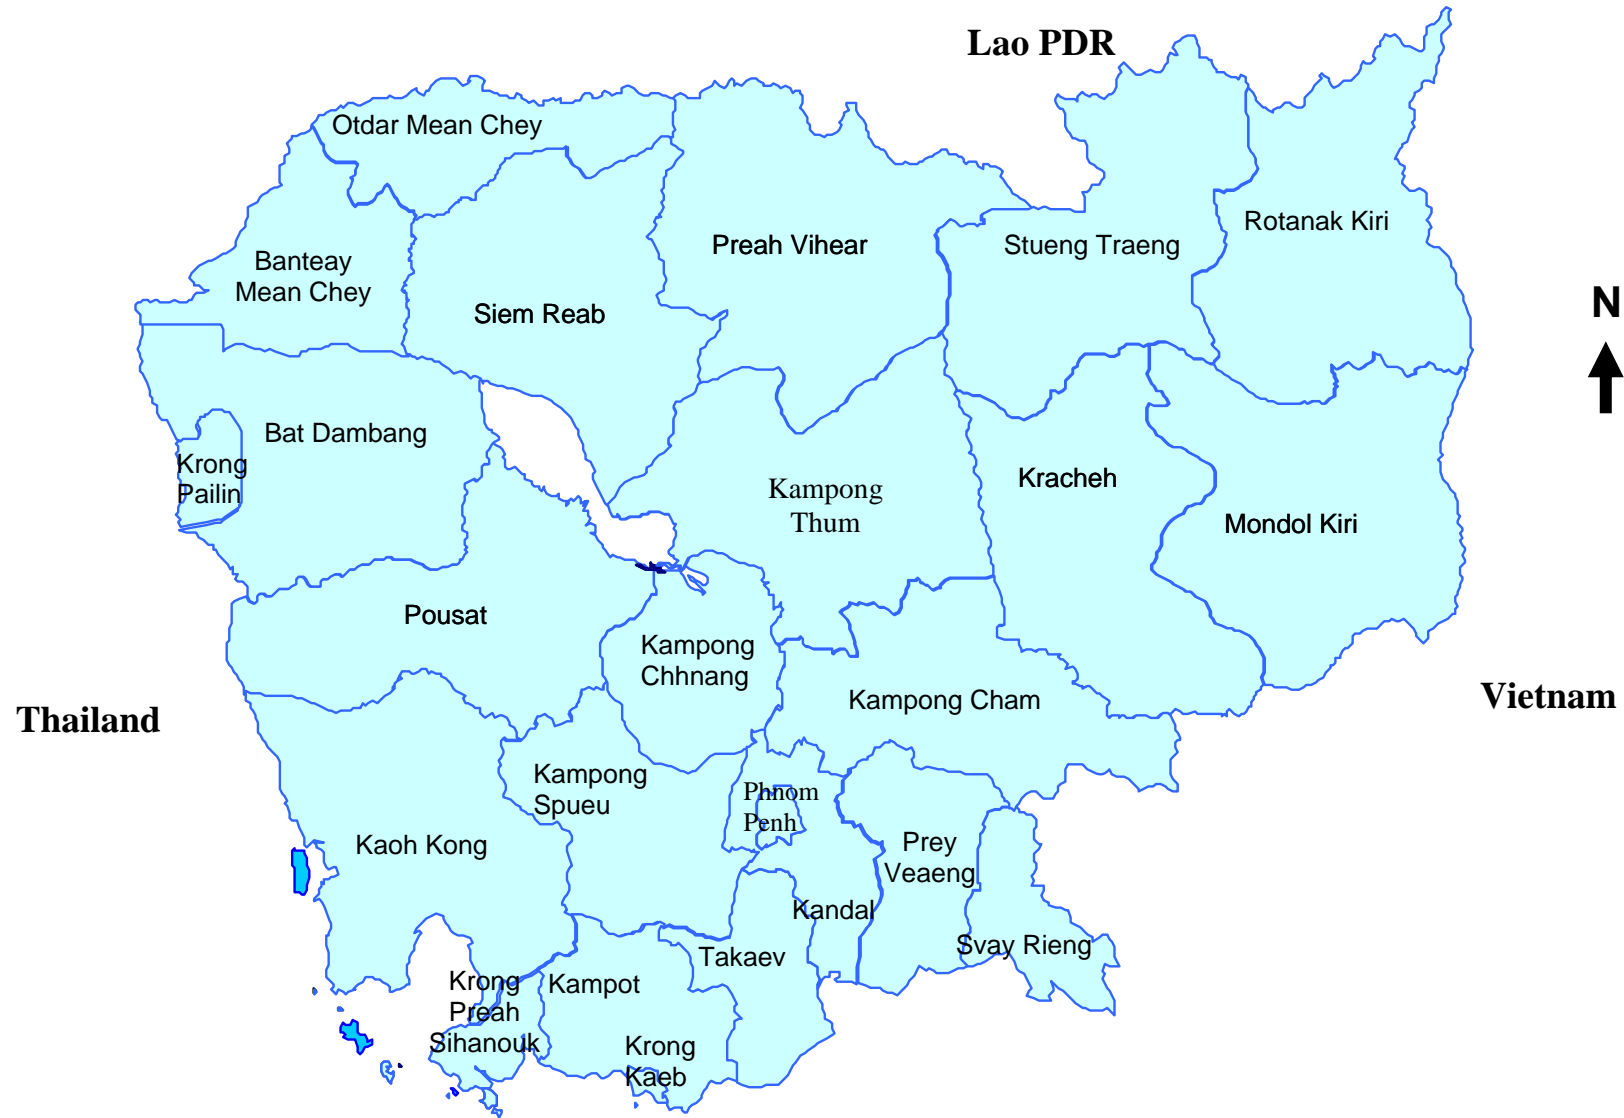 Lao PDR
Otdar Mean Chey
Rotanak Kiri
Preah Vihear
Stueng Traeng
Banteay
Mean Chey
N
Siem Reab
Bat Dambang
Krong
Pailin
Kracheh
Kampong
Thum
Mondol Kiri
Pousat
Kampong
Chhnang
Kampong Cham
Vietnam
Thailand
Kampong
Spueu
Phnom
Penh
Kaoh Kong
Prey
Veaeng
Kandal
Svay Rieng
Takaev
Krong
Preah
Sihanouk
Kampot
Krong
Kaeb